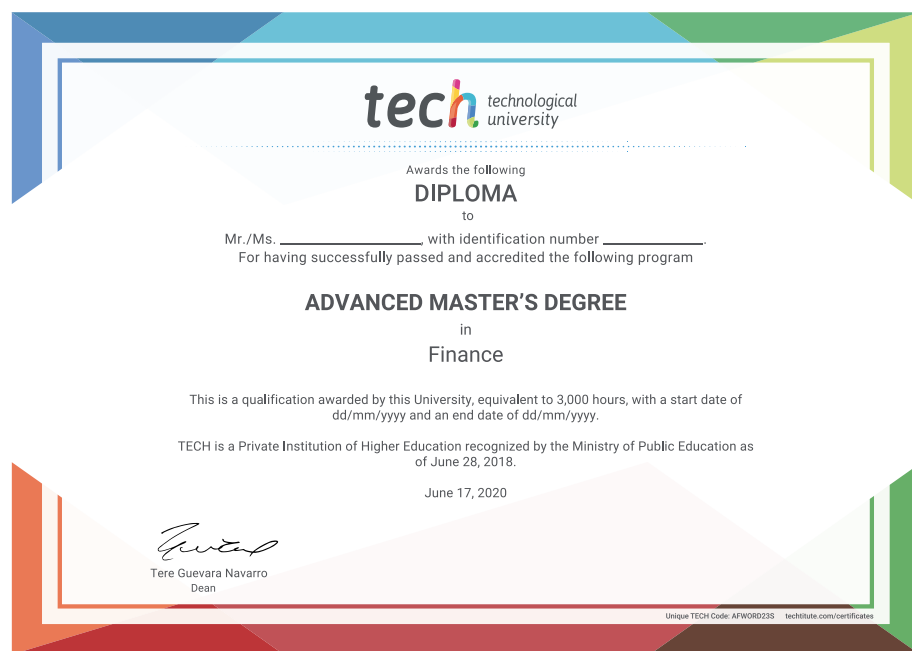 tech technological
university
Awards the following
DIPLOMA
to
Mr./Ms. ____________________, with identification number ______________.
For having successfully passed and accredited the following program
ADVANCED MASTER'S DEGREE
in
Finance
This is a qualification awarded by this University, equivalent to 3,000 hours, with a start date of
dd/mm/yyyy and an end date of dd/mm/yyyy.
TECH is a Private Institution of Higher Education recognized by the Ministry of Public Education as
of June 28, 2018.
June 17, 2020
Tere Guevara Navarro
Dean
Unique TECH Code: AFWORD23S techtitute.com/certificates